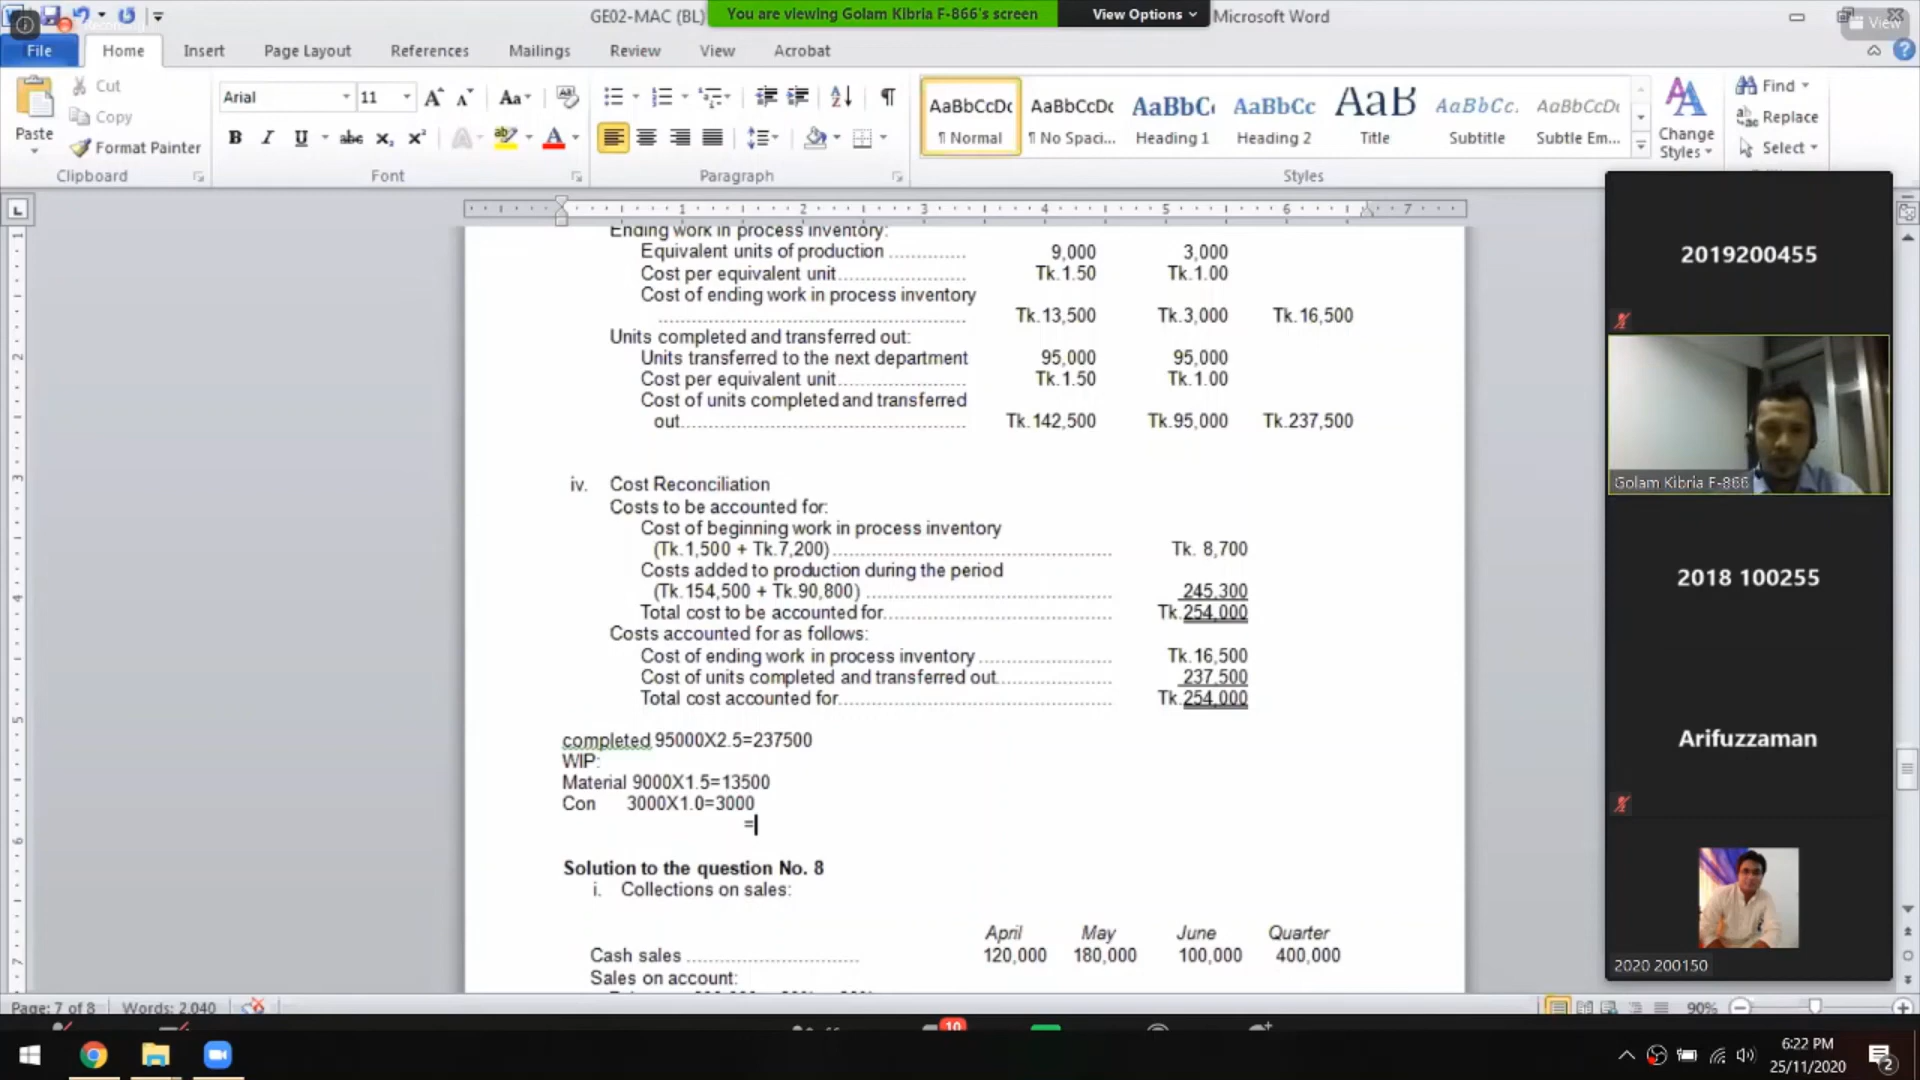 GE02-MAC (BL)
You are viewing Golam Kibria F-866's screen
View Options
Microsoft Word
View
File
Home
Insert
Page Layout
References
Mailings
Review
View
Acrobat
Paste
Cut
Copy
Format Painter
Clipboard
Arial
11
Font
Paragraph
AaBbCcDc
¶ Normal
AaBbCcDc
¶ No Spaci...
AaBbC
Heading 1
AaBbCc
Heading 2
AaB
Title
AaBbCc.
Subtitle
AaBbCcDc
Subtle Em...
Change Styles
Styles
Find
Replace
Select
Ending work in process inventory:
Equivalent units of production .............. 9,000 3,000
Cost per equivalent unit....................... Tk.1.50 Tk.1.00
Cost of ending work in process inventory
.......................................................... Tk.13,500 Tk.3,000 Tk.16,500
Units completed and transferred out:
Units transferred to the next department 95,000 95,000
Cost per equivalent unit....................... Tk.1.50 Tk.1.00
Cost of units completed and transferred
out..................................................... Tk.142,500 Tk.95,000 Tk.237,500
iv. Cost Reconciliation
Costs to be accounted for:
Cost of beginning work in process inventory
(Tk.1,500 + Tk.7,200)................................................... Tk. 8,700
Costs added to production during the period
(Tk.154,500 + Tk.90,800) ............................................. 245,300
Total cost to be accounted for.......................................... Tk.254,000
Costs accounted for as follows:
Cost of ending work in process inventory ........................ Tk.16,500
Cost of units completed and transferred out..................... 237,500
Total cost accounted for.................................................. Tk.254,000
completed 95000X2.5=237500
WIP:
Material 9000X1.5=13500
Con 3000X1.0=3000
=
Solution to the question No. 8
i. Collections on sales:
April May June Quarter
Cash sales .................................... 120,000 180,000 100,000 400,000
Sales on account:
2019200455
Golam Kibria F-866
2018 100255
Arifuzzaman
2020 200150
Page: 7 of 8
Words: 2,040
90%
10
6:22 PM
25/11/2020
2